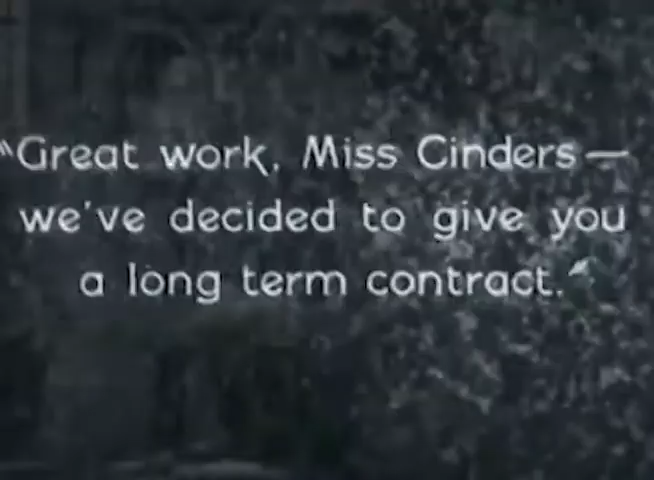 "Great work, Miss Cinders —
we've decided to give you
a long term contract."